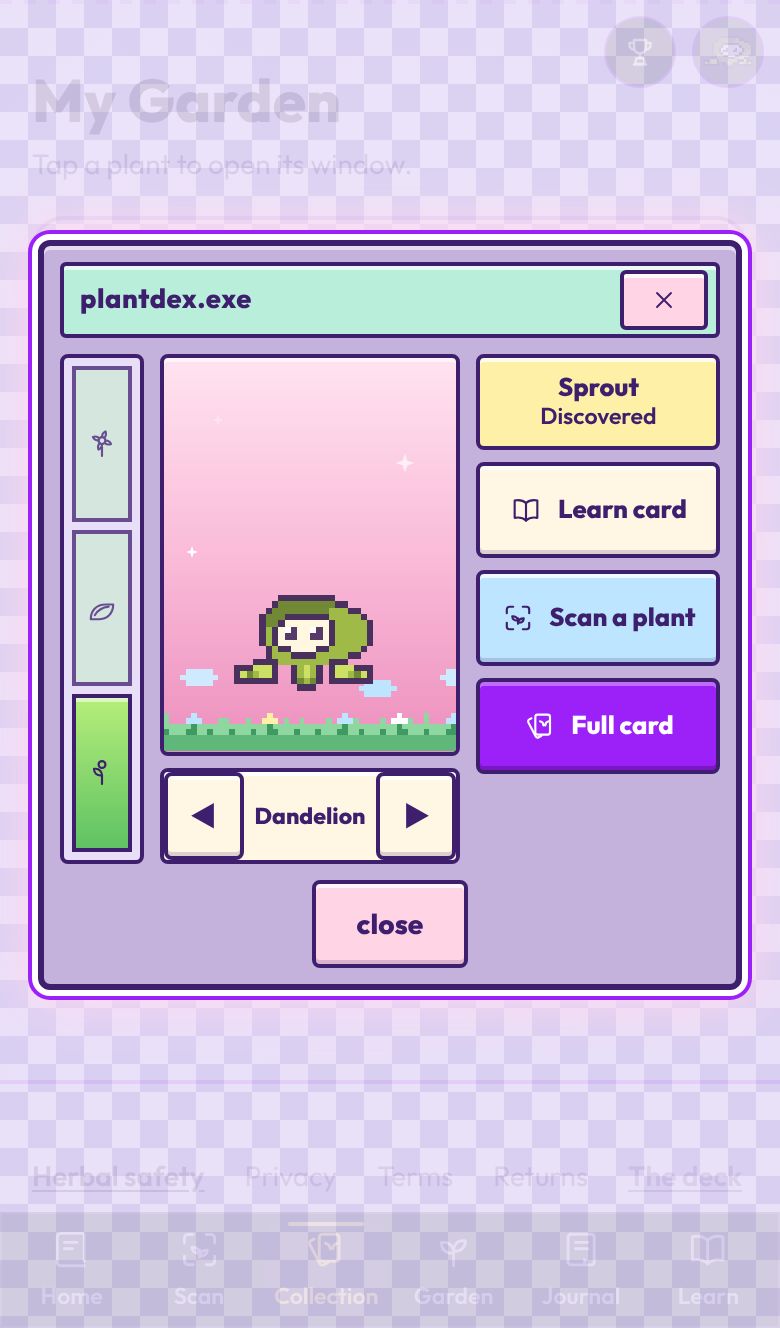 My Garden
Tap a plant to open its window.
plantdex.exe
Sprout
Discovered
Learn card
Scan a plant
Full card
Dandelion
close
Herbal safety Privacy Terms Returns The deck
Home Scan Collection Garden Journal Learn